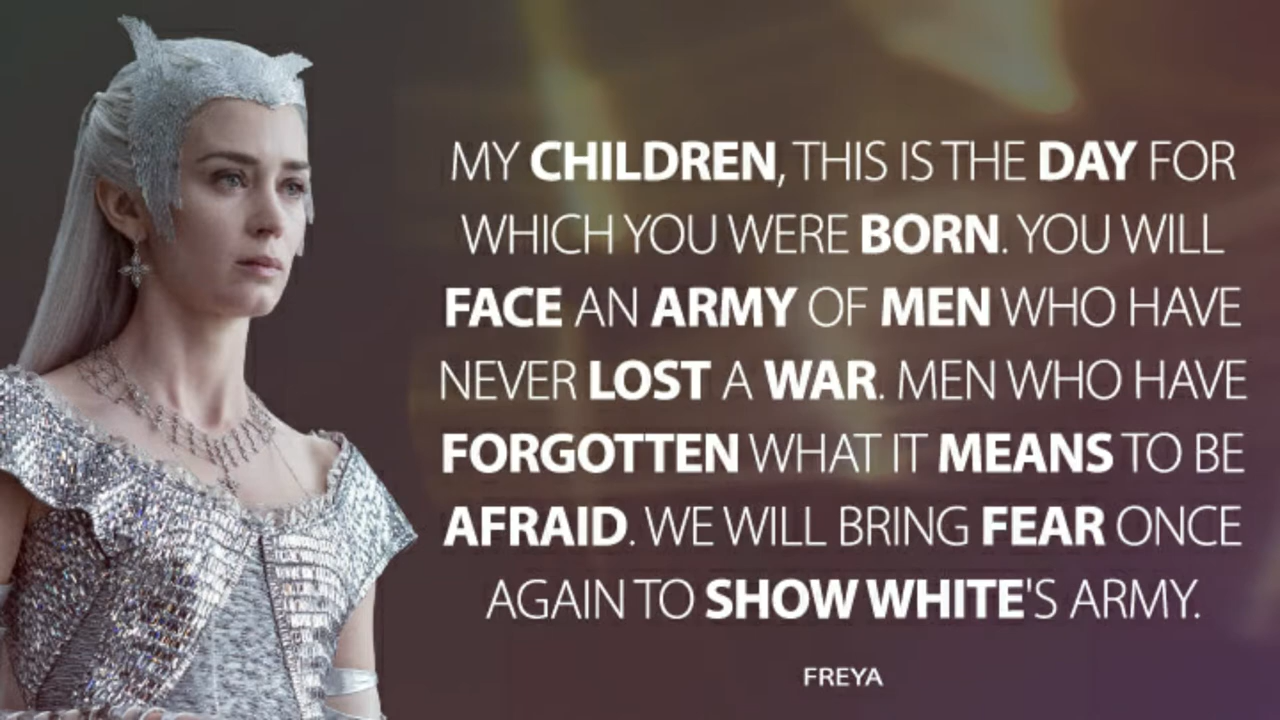 MY CHILDREN, THIS IS THE DAY FOR
WHICH YOU WERE BORN. YOU WILL
FACE AN ARMY OF MEN WHO HAVE
NEVER LOST A WAR. MEN WHO HAVE
FORGOTTEN WHAT IT MEANS TO BE
AFRAID. WE WILL BRING FEAR ONCE
AGAIN TO SHOW WHITE'S ARMY.
FREYA